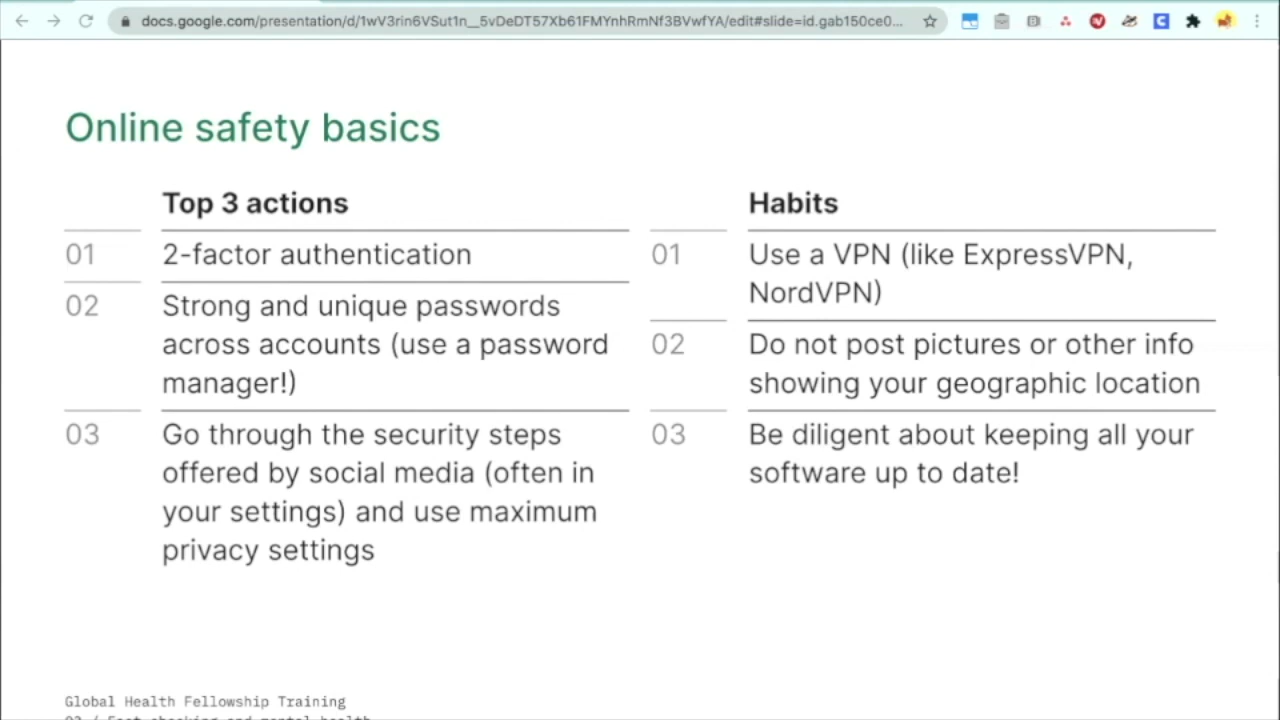 docs.google.com/presentation/d/1wV3rin6VSut1n__5vDeDT57Xb61FMYnhRmNf3BVwfYA/edit#slide=id.gab150ce0...
Online safety basics
Top 3 actions
01 2-factor authentication
02 Strong and unique passwords
across accounts (use a password
manager!)
03 Go through the security steps
offered by social media (often in
your settings) and use maximum
privacy settings
Habits
01 Use a VPN (like ExpressVPN,
NordVPN)
02 Do not post pictures or other info
showing your geographic location
03 Be diligent about keeping all your
software up to date!
Global Health Fellowship Training